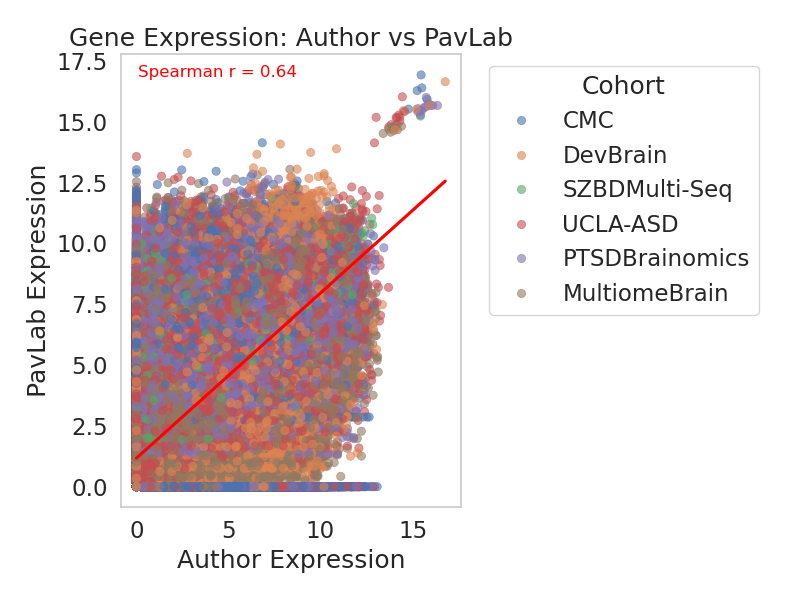 Gene Expression: Author vs PavLab
Spearman r = 0.64
17.5
15.0
12.5
10.0
7.5
5.0
2.5
0.0
PavLab Expression
0
5
10
15
Author Expression
Cohort
CMC
DevBrain
SZBDMulti-Seq
UCLA-ASD
PTSDBrainomics
MultiomeBrain